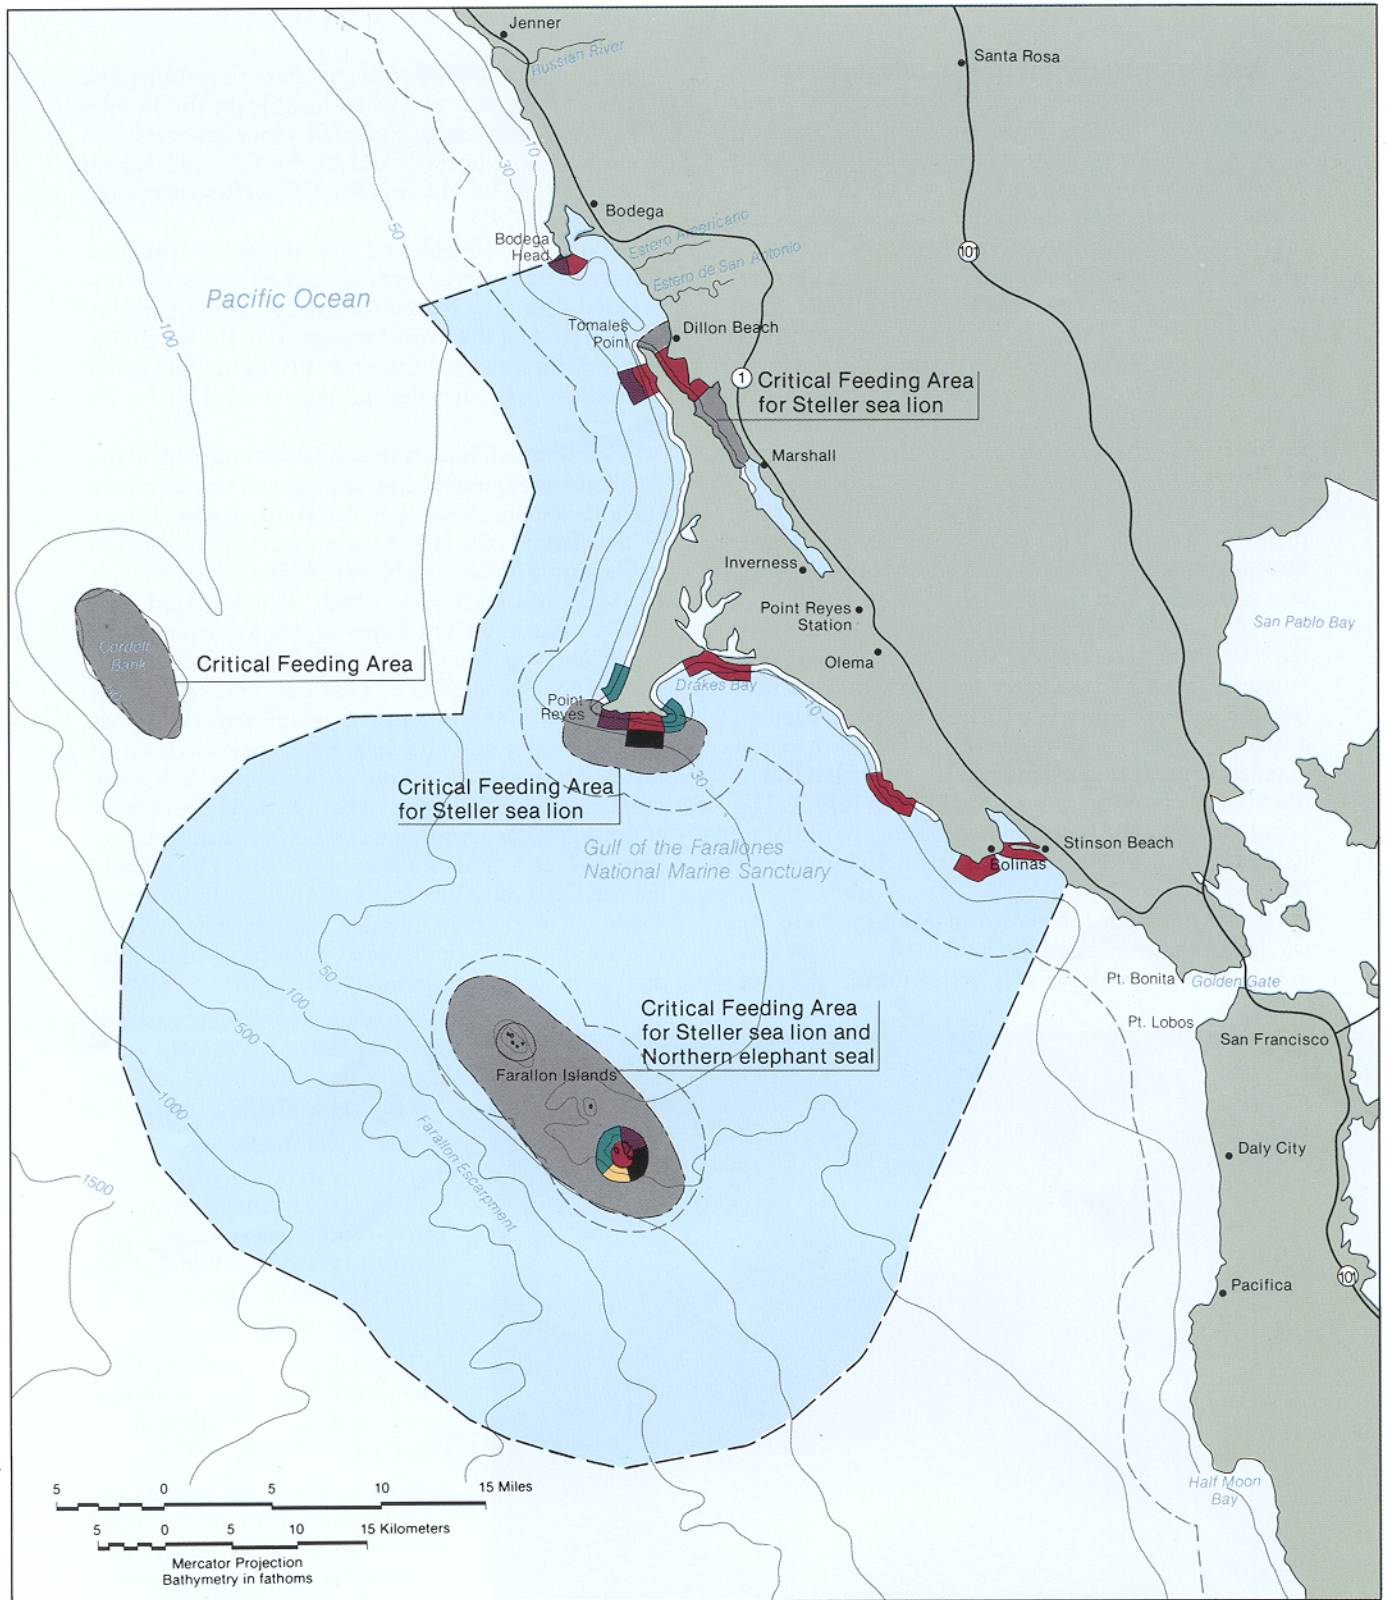 Jenner
Russian River
Santa Rosa
10
30
50
100
Bodega
Bodega
Head
Estero Americano
Estero de San Antonio
101
Pacific Ocean
Tomales
Point
Dillon Beach
1
Critical Feeding Area
for Steller sea lion
Marshall
Inverness
Point Reyes
Station
Olema
San Pablo Bay
Cordell
Bank
Critical Feeding Area
Drakes Bay
Point
Reyes
10
30
Critical Feeding Area
for Steller sea lion
Gulf of the Farallones
National Marine Sanctuary
Stinson Beach
Bolinas
Pt. Bonita
Golden Gate
Pt. Lobos
San Francisco
50
100
500
1000
1500
Critical Feeding Area
for Steller sea lion and
Northern elephant seal
Farallon Islands
Farallon Escarpment
Daly City
Pacifica
101
Half Moon
Bay
5 0 5 10 15 Miles
5 0 5 10 15 Kilometers
Mercator Projection
Bathymetry in fathoms